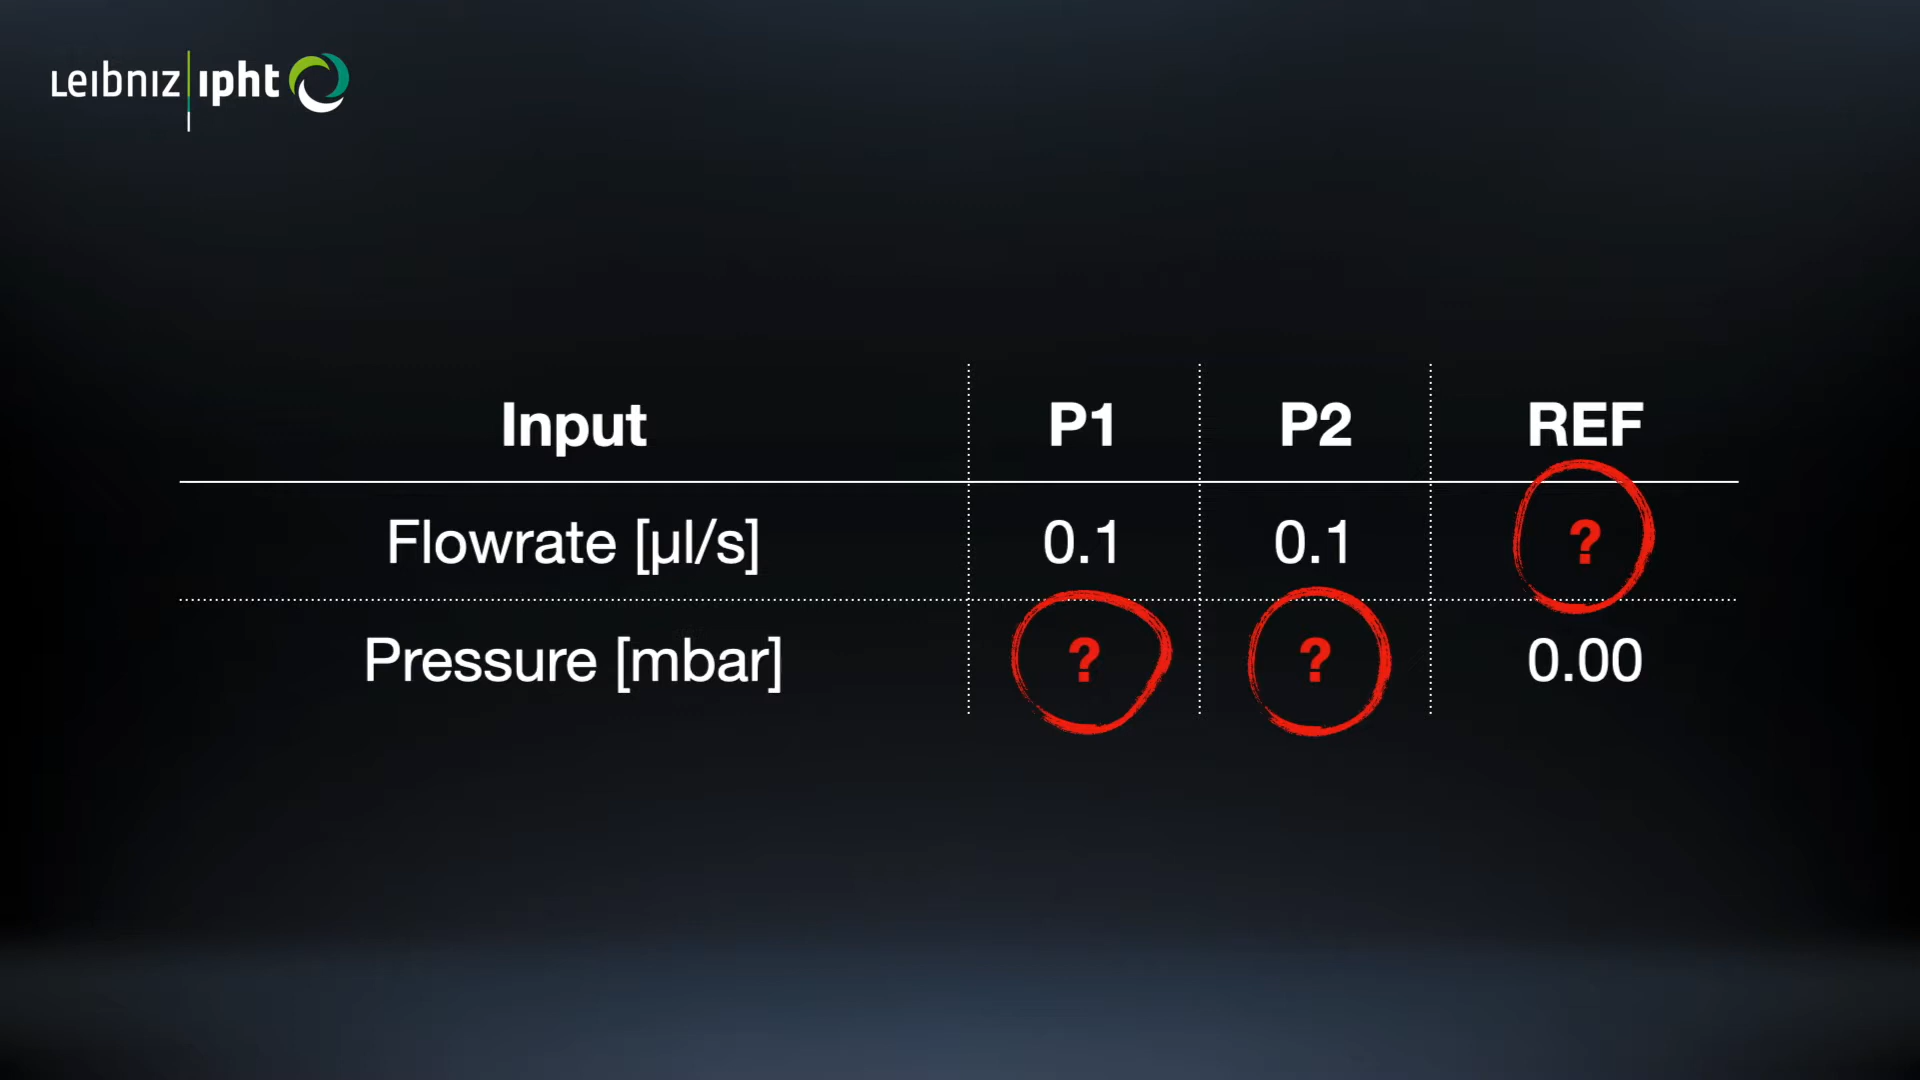 Leibniz ipht
Input P1 P2 REF
Flowrate [µl/s] 0.1 0.1 ?
Pressure [mbar] ? ? 0.00